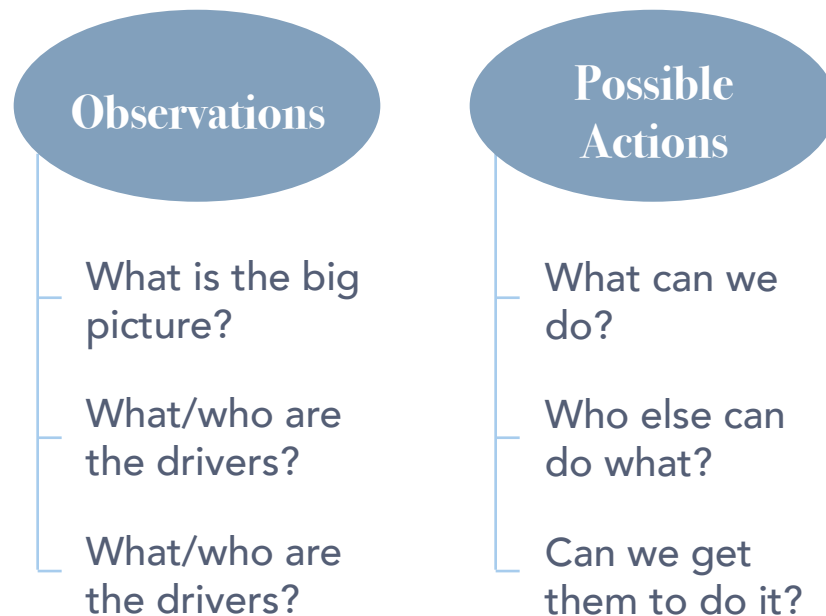 Observations
What is the big
picture?
What/who are
the drivers?
What/who are
the drivers?
Possible
Actions
What can we
do?
Who else can
do what?
Can we get
them to do it?